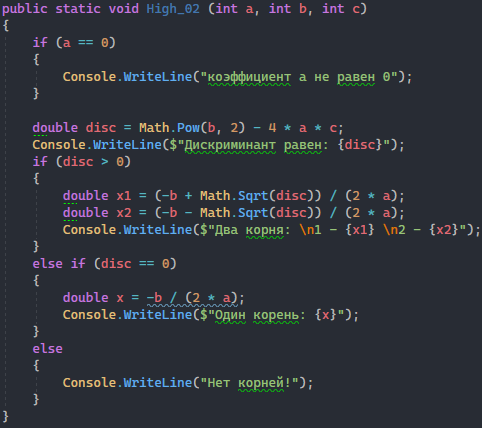 public static void High_02 (int a, int b, int c)
{
if (a == 0)
{
Console.WriteLine("коэффициент а не равен 0");
}
double disc = Math.Pow(b, 2) - 4 * a * c;
Console.WriteLine($"Дискриминант равен: {disc}");
if (disc > 0)
{
double x1 = (-b + Math.Sqrt(disc)) / (2 * a);
double x2 = (-b - Math.Sqrt(disc)) / (2 * a);
Console.WriteLine($"Два корня: \n1 - {x1} \n2 - {x2}");
}
else if (disc == 0)
{
double x = -b / (2 * a);
Console.WriteLine($"Один корень: {x}");
}
else
{
Console.WriteLine("Нет корней!");
}
}